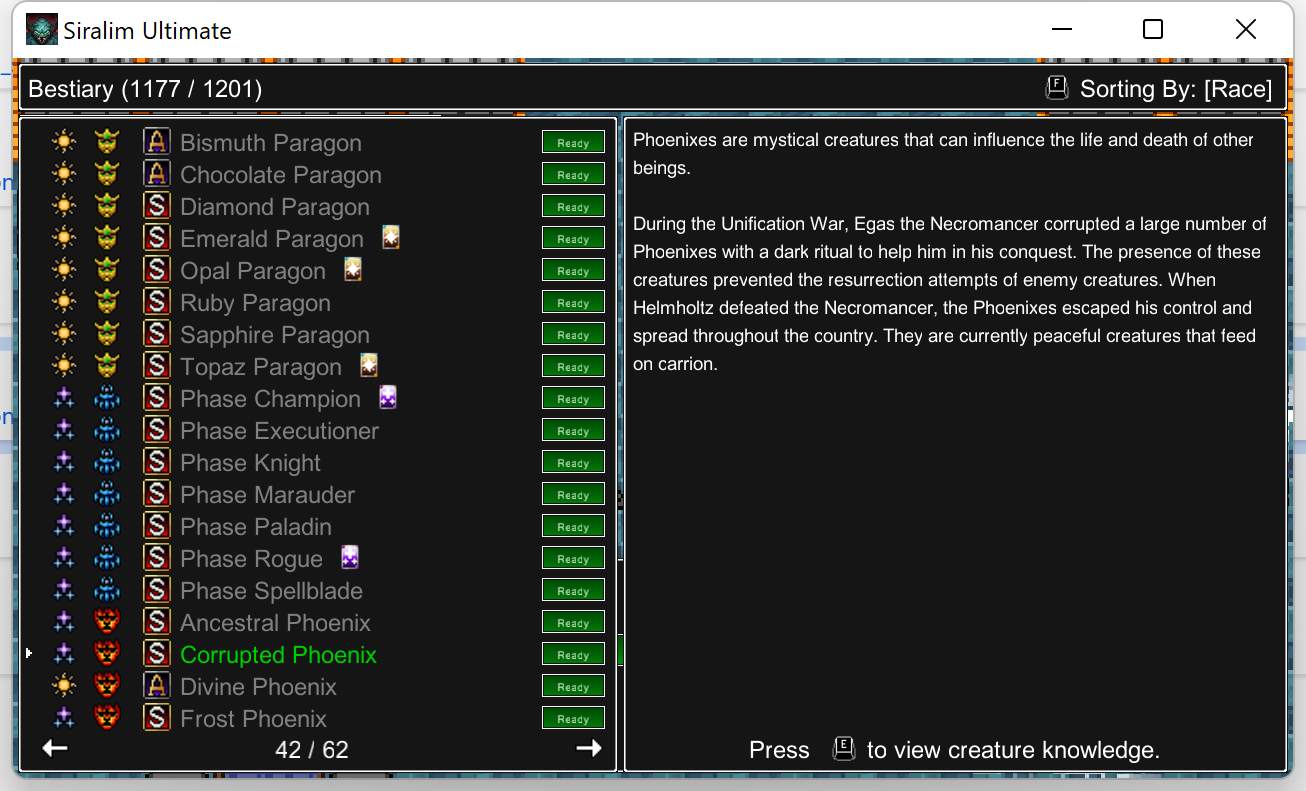 Siralim Ultimate
Bestiary (1177 / 1201)
F Sorting By: [Race]
A Bismuth Paragon Ready
A Chocolate Paragon Ready
S Diamond Paragon Ready
S Emerald Paragon Ready
S Opal Paragon Ready
S Ruby Paragon Ready
S Sapphire Paragon Ready
S Topaz Paragon Ready
S Phase Champion Ready
S Phase Executioner Ready
S Phase Knight Ready
S Phase Marauder Ready
S Phase Paladin Ready
S Phase Rogue Ready
S Phase Spellblade Ready
S Ancestral Phoenix Ready
S Corrupted Phoenix Ready
A Divine Phoenix Ready
S Frost Phoenix Ready
42 / 62
Phoenixes are mystical creatures that can influence the life and death of other
beings.
During the Unification War, Egas the Necromancer corrupted a large number of
Phoenixes with a dark ritual to help him in his conquest. The presence of these
creatures prevented the resurrection attempts of enemy creatures. When
Helmholtz defeated the Necromancer, the Phoenixes escaped his control and
spread throughout the country. They are currently peaceful creatures that feed
on carrion.
Press E to view creature knowledge.